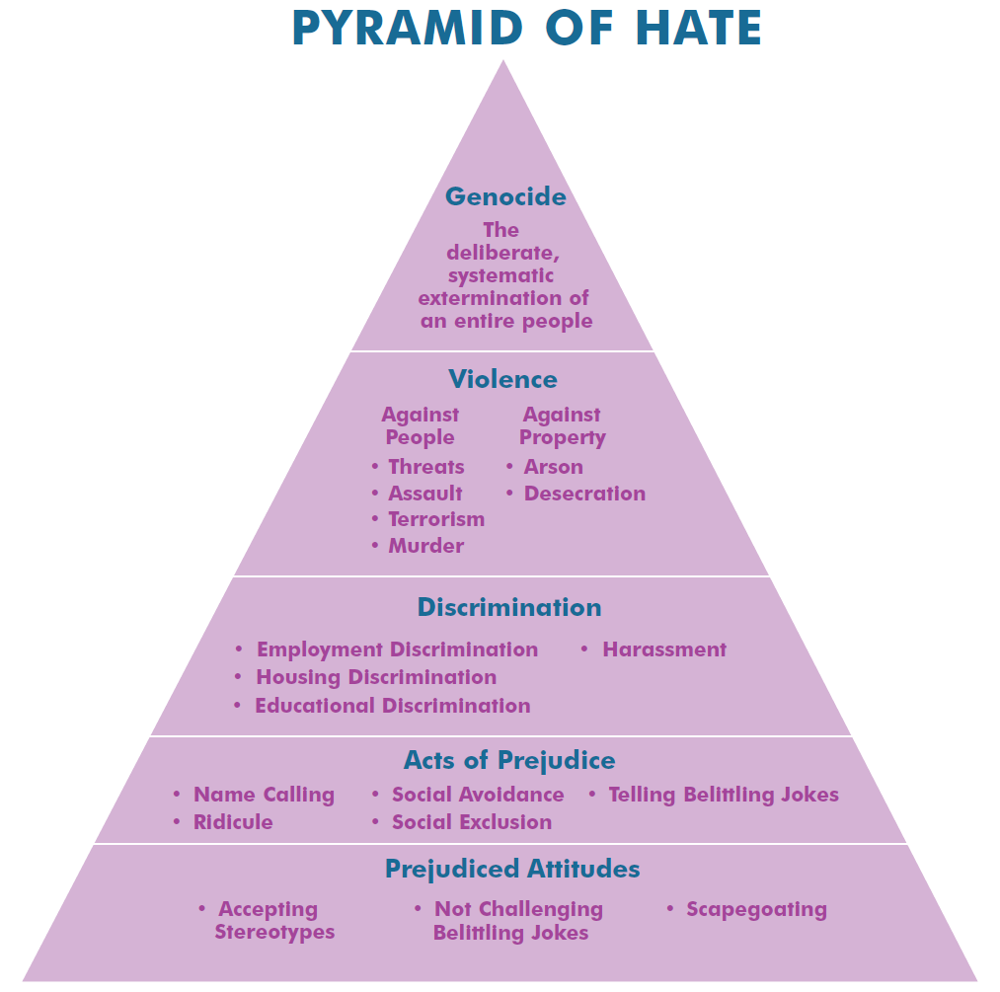 PYRAMID OF HATE
Genocide
The
deliberate,
systematic
extermination of
an entire people
Violence
Against
People
• Threats
• Assault
• Terrorism
• Murder
Against
Property
• Arson
• Desecration
Discrimination
• Employment Discrimination
• Housing Discrimination
• Educational Discrimination
• Harassment
Acts of Prejudice
• Name Calling
• Ridicule
• Social Avoidance
• Social Exclusion
• Telling Belittling Jokes
Prejudiced Attitudes
• Accepting
Stereotypes
• Not Challenging
Belittling Jokes
• Scapegoating